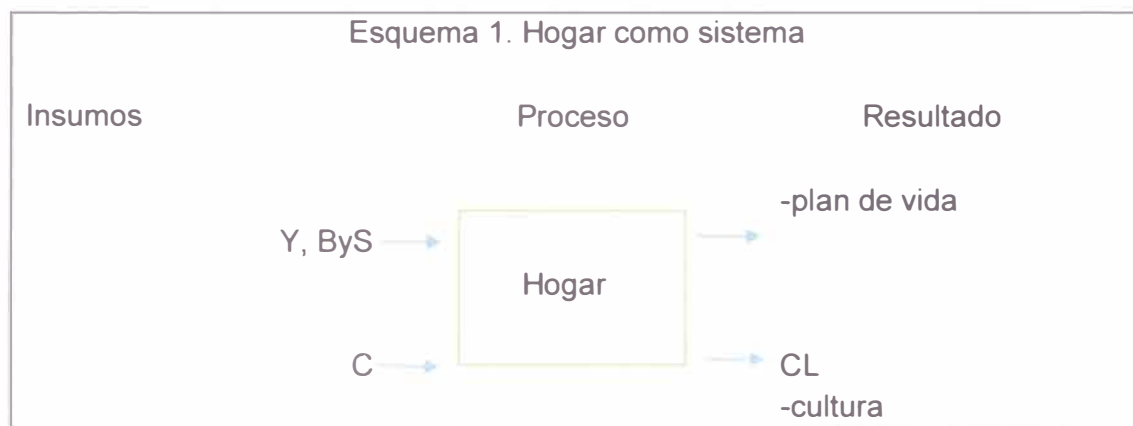 Esquema 1. Hogar como sistema
Insumos Proceso Resultado
-plan de vida
Y, ByS
Hogar
C
CL
-cultura